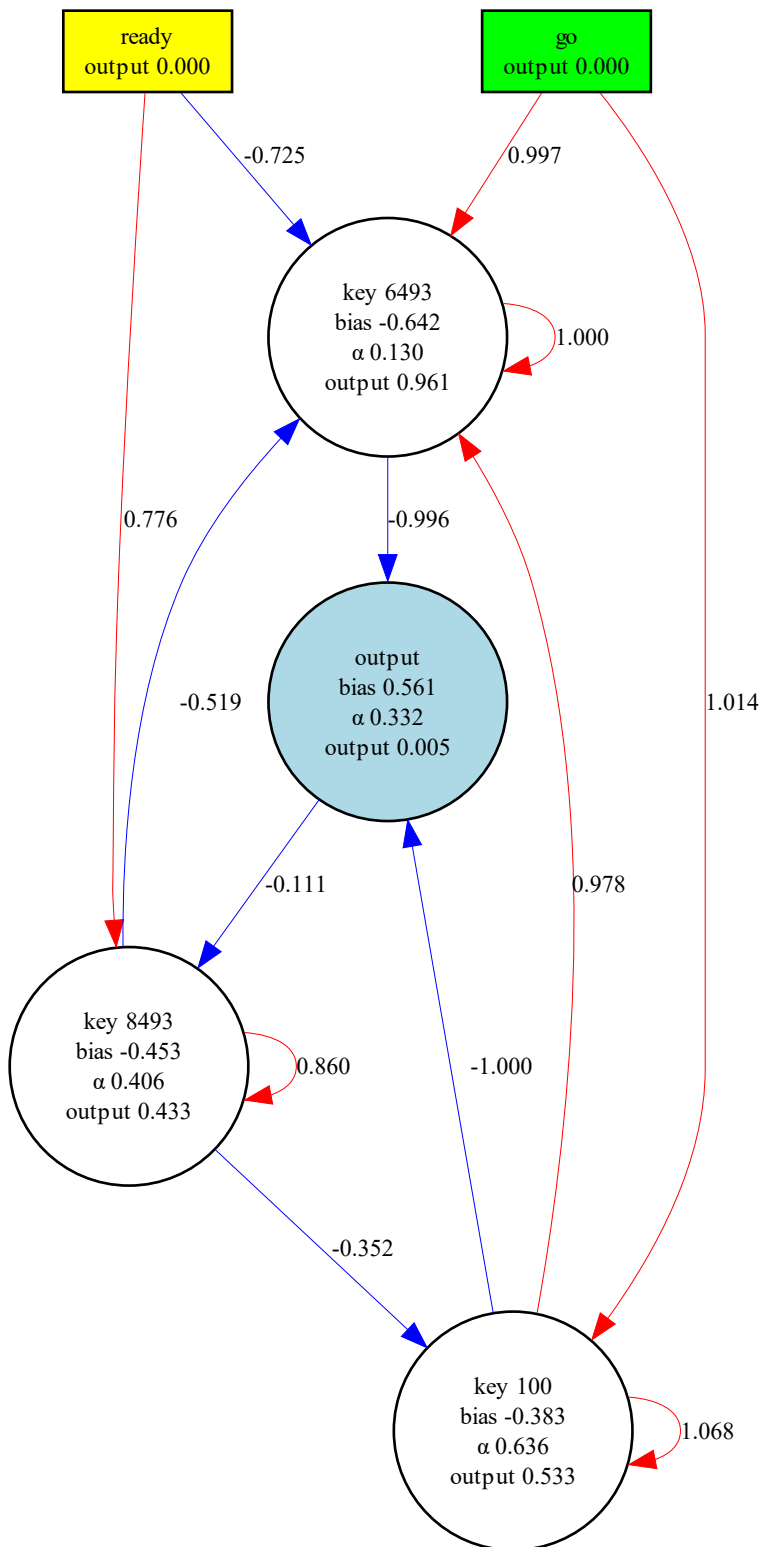 ready
output 0.000
go
output 0.000
-0.725
0.997
key 6493
bias -0.642
α 0.130
output 0.961
1.000
0.776
-0.996
-0.519
output
bias 0.561
α 0.332
output 0.005
1.014
-0.111
0.978
key 8493
bias -0.453
α 0.406
output 0.433
0.860
-1.000
-0.352
key 100
bias -0.383
α 0.636
output 0.533
1.068